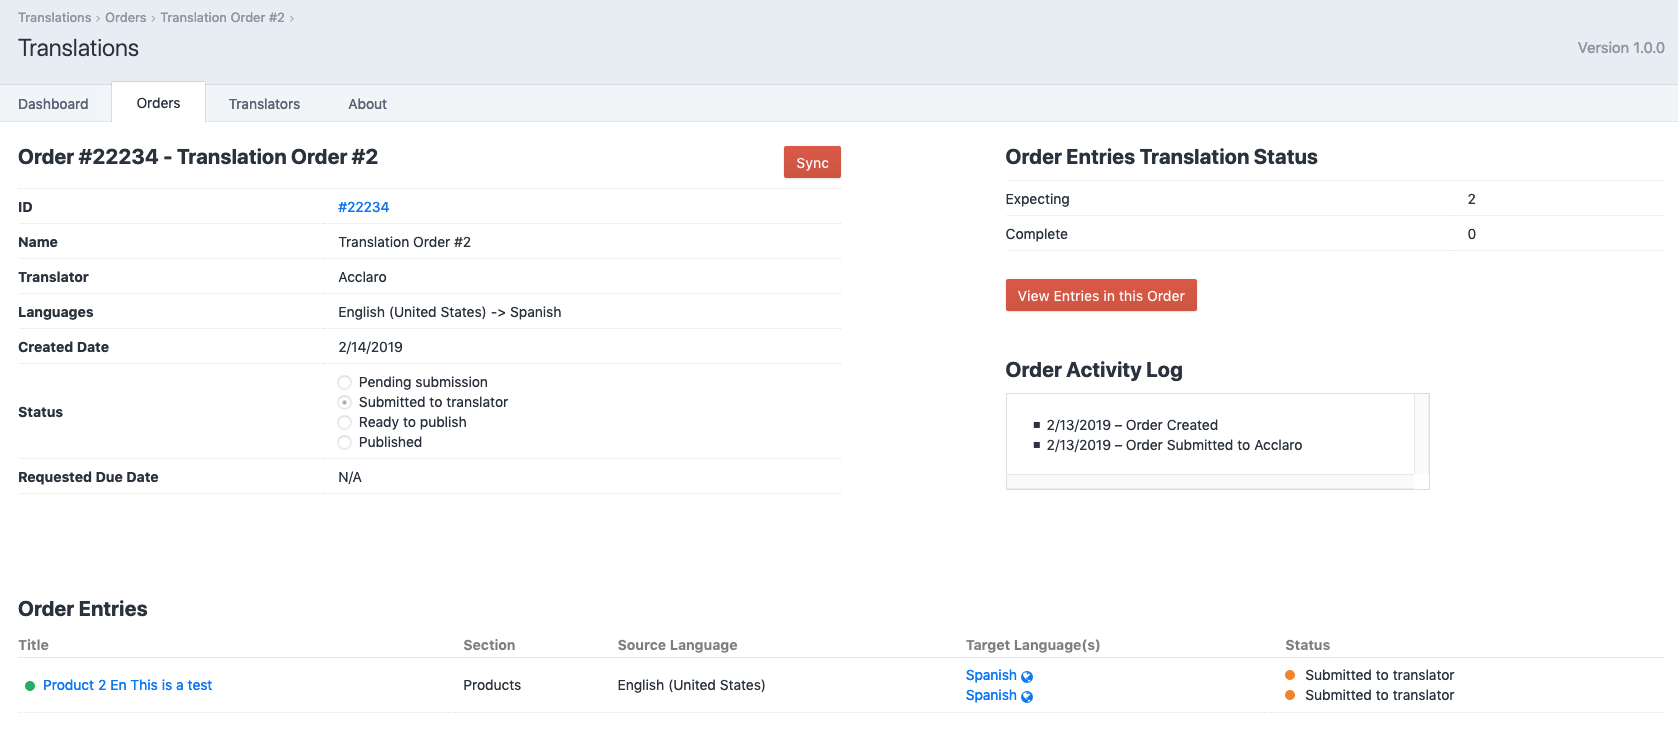 Translations › Orders › Translation Order #2 ›
Translations
Version 1.0.0
Dashboard
Orders
Translators
About
Order #22234 - Translation Order #2
Sync
ID
#22234
Name
Translation Order #2
Translator
Acclaro
Languages
English (United States) -> Spanish
Created Date
2/14/2019
Status
Pending submission
Submitted to translator
Ready to publish
Published
Requested Due Date
N/A
Order Entries Translation Status
Expecting
2
Complete
0
View Entries in this Order
Order Activity Log
2/13/2019 – Order Created
2/13/2019 – Order Submitted to Acclaro
Order Entries
Title
Section
Source Language
Target Language(s)
Status
Product 2 En This is a test
Products
English (United States)
Spanish
Submitted to translator
Spanish
Submitted to translator